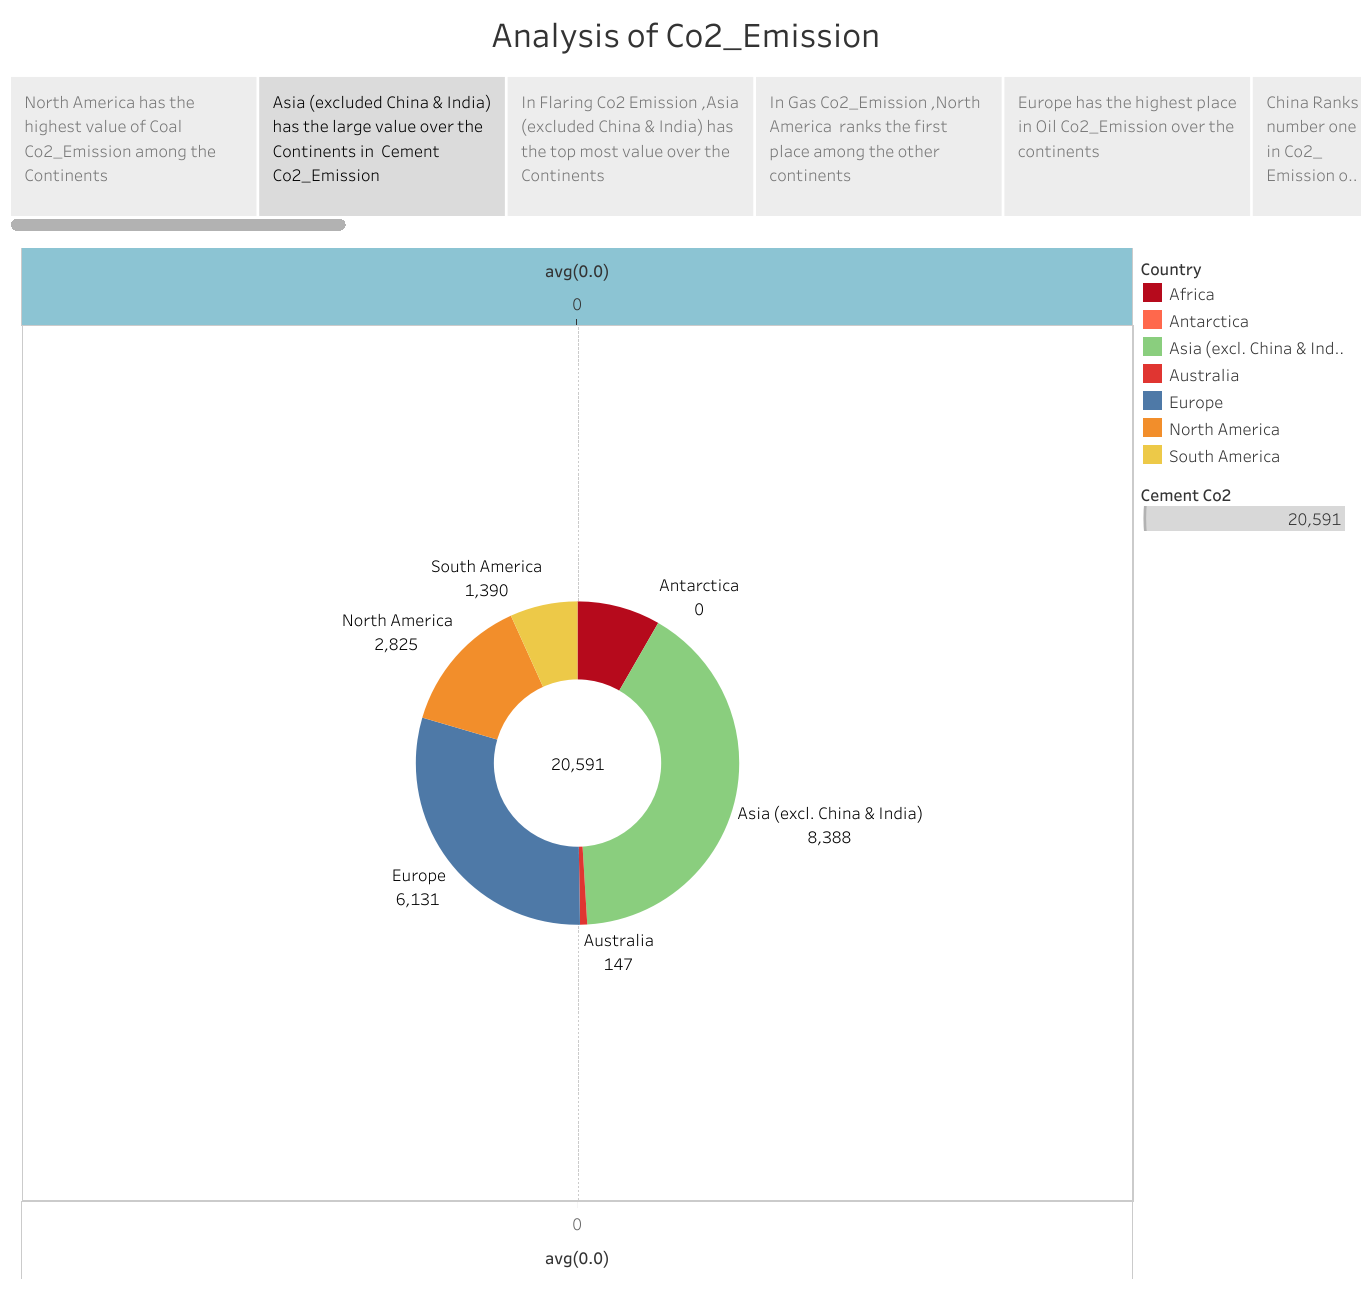 Analysis of Co2_Emission
North America has the
highest value of Coal
Co2_Emission among the
Continents
Asia (excluded China & India)
has the large value over the
Continents in  Cement
Co2_Emission
In Flaring Co2 Emission ,Asia
(excluded China & India) has
the top most value over the
Continents
In Gas Co2_Emission ,North
America  ranks the first
place among the other
continents
Europe has the highest place
in Oil Co2_Emission over the
continents
China Ranks
number one
in Co2_
Emission o..
avg(0.0)
0
Country
Africa
Antarctica
Asia (excl. China & Ind..
Australia
Europe
North America
South America
Cement Co2
20,591
South America
1,390
Antarctica
0
North America
2,825
20,591
Asia (excl. China & India)
8,388
Europe
6,131
Australia
147
0
avg(0.0)